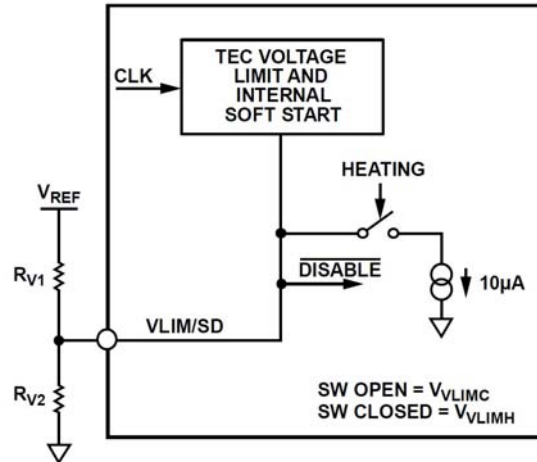 TEC VOLTAGE
LIMIT AND
INTERNAL
SOFT START
CLK
HEATING
VREF
DISABLE
10µA
RV1
VLIM/SD
RV2
SW OPEN = VVLIMC
SW CLOSED = VVLIMH